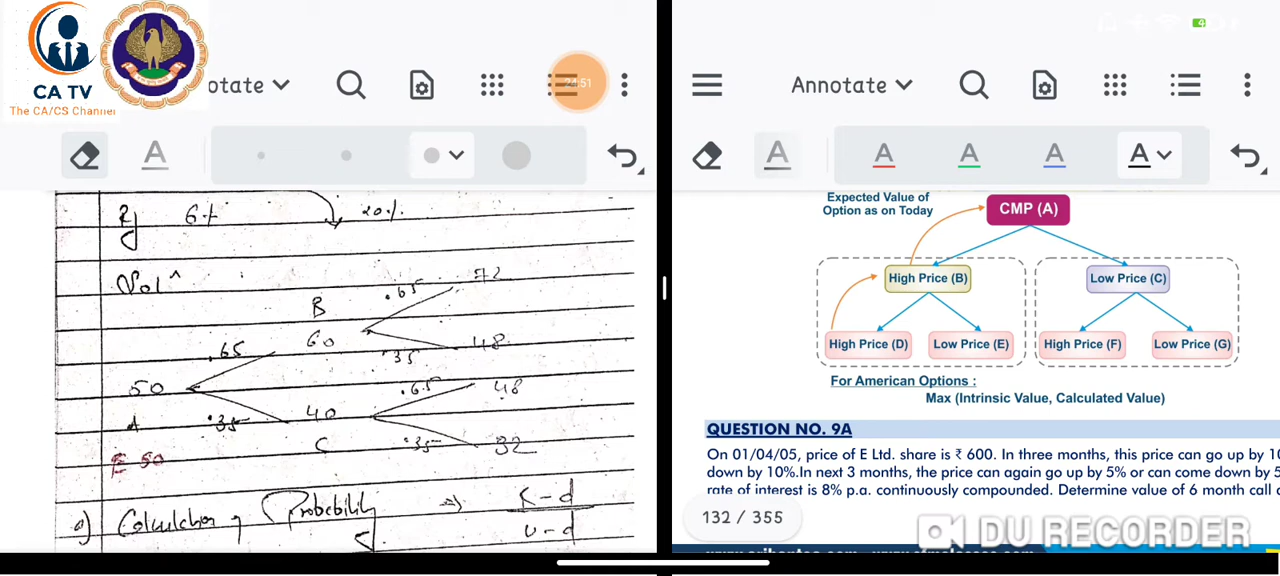 CA TV
The CA/CS Channel
otate
24:51
Rf 6% 20%
Vol^
B
.65 72
60
.65 .35 48
50 .65 48
A .35 40
C .35 32
E 50
a) Calculation of Probability ⇒ R-d
u-d
Annotate
Expected Value of
Option as on Today
CMP (A)
High Price (B) Low Price (C)
High Price (D) Low Price (E) High Price (F) Low Price (G)
For American Options :
Max (Intrinsic Value, Calculated Value)
QUESTION NO. 9A
On 01/04/05, price of E Ltd. share is ₹ 600. In three months, this price can go up by 10
down by 10%.In next 3 months, the price can again go up by 5% or can come down by 5
rate of interest is 8% p.a. continuously compounded. Determine value of 6 month call
132 / 355
DU RECORDER